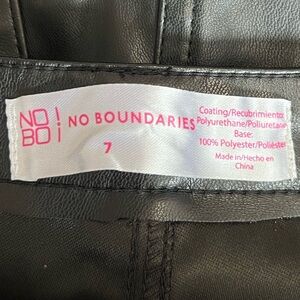 NO!
BO!
NO BOUNDARIES
7
Coating/Recubrimiento:
Polyurethane/Poliuretano
Base:
100% Polyester/Poliéster
Made in/Hecho en
China